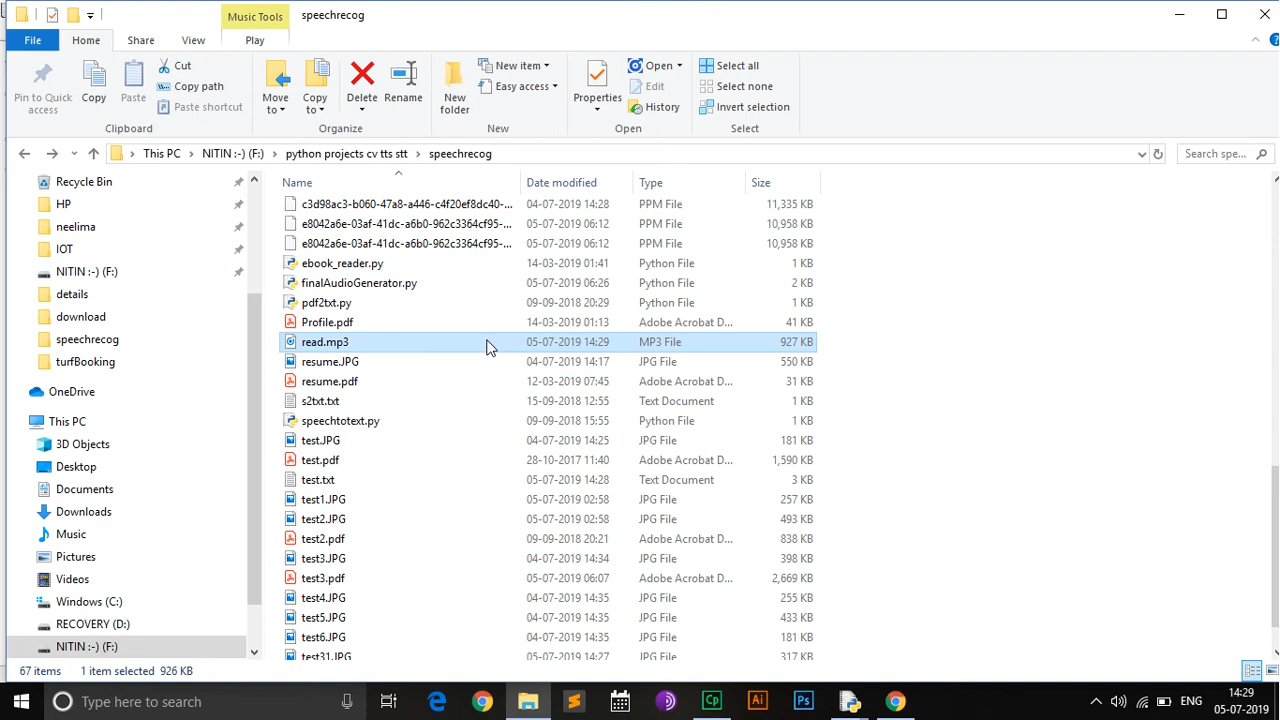 Music Tools speechrecog
File Home Share View Play
Pin to Quick access
Copy
Paste
Cut
Copy path
Paste shortcut
Clipboard
Move to
Copy to
Delete
Rename
Organize
New folder
New item
Easy access
New
Properties
Open
Edit
History
Open
Select all
Select none
Invert selection
Select
This PC > NITIN :-) (F:) > python projects cv tts stt > speechrecog
Search spe...
Recycle Bin
HP
neelima
IOT
NITIN :-) (F:)
details
download
speechrecog
turfBooking
OneDrive
This PC
3D Objects
Desktop
Documents
Downloads
Music
Pictures
Videos
Windows (C:)
RECOVERY (D:)
NITIN :-) (F:)
Name Date modified Type Size
c3d98ac3-b060-47a8-a446-c4f20ef8dc40-... 04-07-2019 14:28 PPM File 11,335 KB
e8042a6e-03af-41dc-a6b0-962c3364cf95-... 05-07-2019 06:12 PPM File 10,958 KB
e8042a6e-03af-41dc-a6b0-962c3364cf95-... 05-07-2019 06:12 PPM File 10,958 KB
ebook_reader.py 14-03-2019 01:41 Python File 1 KB
finalAudioGenerator.py 05-07-2019 06:26 Python File 2 KB
pdf2txt.py 09-09-2018 20:29 Python File 1 KB
Profile.pdf 14-03-2019 01:13 Adobe Acrobat D... 41 KB
read.mp3 05-07-2019 14:29 MP3 File 927 KB
resume.JPG 04-07-2019 14:17 JPG File 550 KB
resume.pdf 12-03-2019 07:45 Adobe Acrobat D... 31 KB
s2txt.txt 15-09-2018 12:55 Text Document 1 KB
speechtotext.py 09-09-2018 15:55 Python File 1 KB
test.JPG 04-07-2019 14:25 JPG File 181 KB
test.pdf 28-10-2017 11:40 Adobe Acrobat D... 1,590 KB
test.txt 05-07-2019 14:28 Text Document 3 KB
test1.JPG 05-07-2019 02:58 JPG File 257 KB
test2.JPG 05-07-2019 02:58 JPG File 493 KB
test2.pdf 09-09-2018 20:21 Adobe Acrobat D... 838 KB
test3.JPG 04-07-2019 14:34 JPG File 398 KB
test3.pdf 05-07-2019 06:07 Adobe Acrobat D... 2,669 KB
test4.JPG 04-07-2019 14:35 JPG File 255 KB
test5.JPG 04-07-2019 14:35 JPG File 433 KB
test6.JPG 04-07-2019 14:35 JPG File 181 KB
test31.JPG 04-07-2019 14:27 JPG File 317 KB
67 items 1 item selected 926 KB
Type here to search
Cp Ai Ps
ENG
14:29
05-07-2019